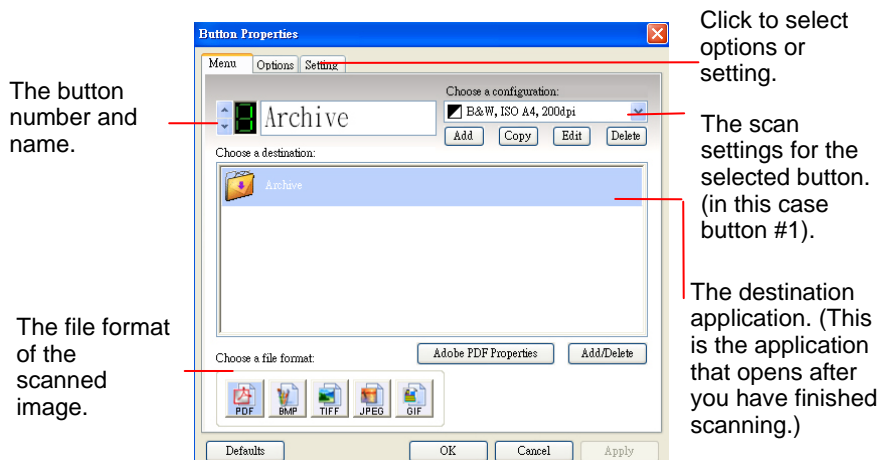 Click to select
options or
setting.
Button Properties
Menu Options Setting
The button
number and
name.
Choose a configuration:
Archive
B&W, ISO A4, 200dpi
Add Copy Edit Delete
The scan
settings for the
selected button.
(in this case
button #1).
Choose a destination:
Archive
The destination
application. (This
is the application
that opens after
you have finished
scanning.)
The file format
of the
scanned
image.
Adobe PDF Properties Add/Delete
Choose a file format:
PDF BMP TIFF JPEG GIF
Defaults OK Cancel Apply